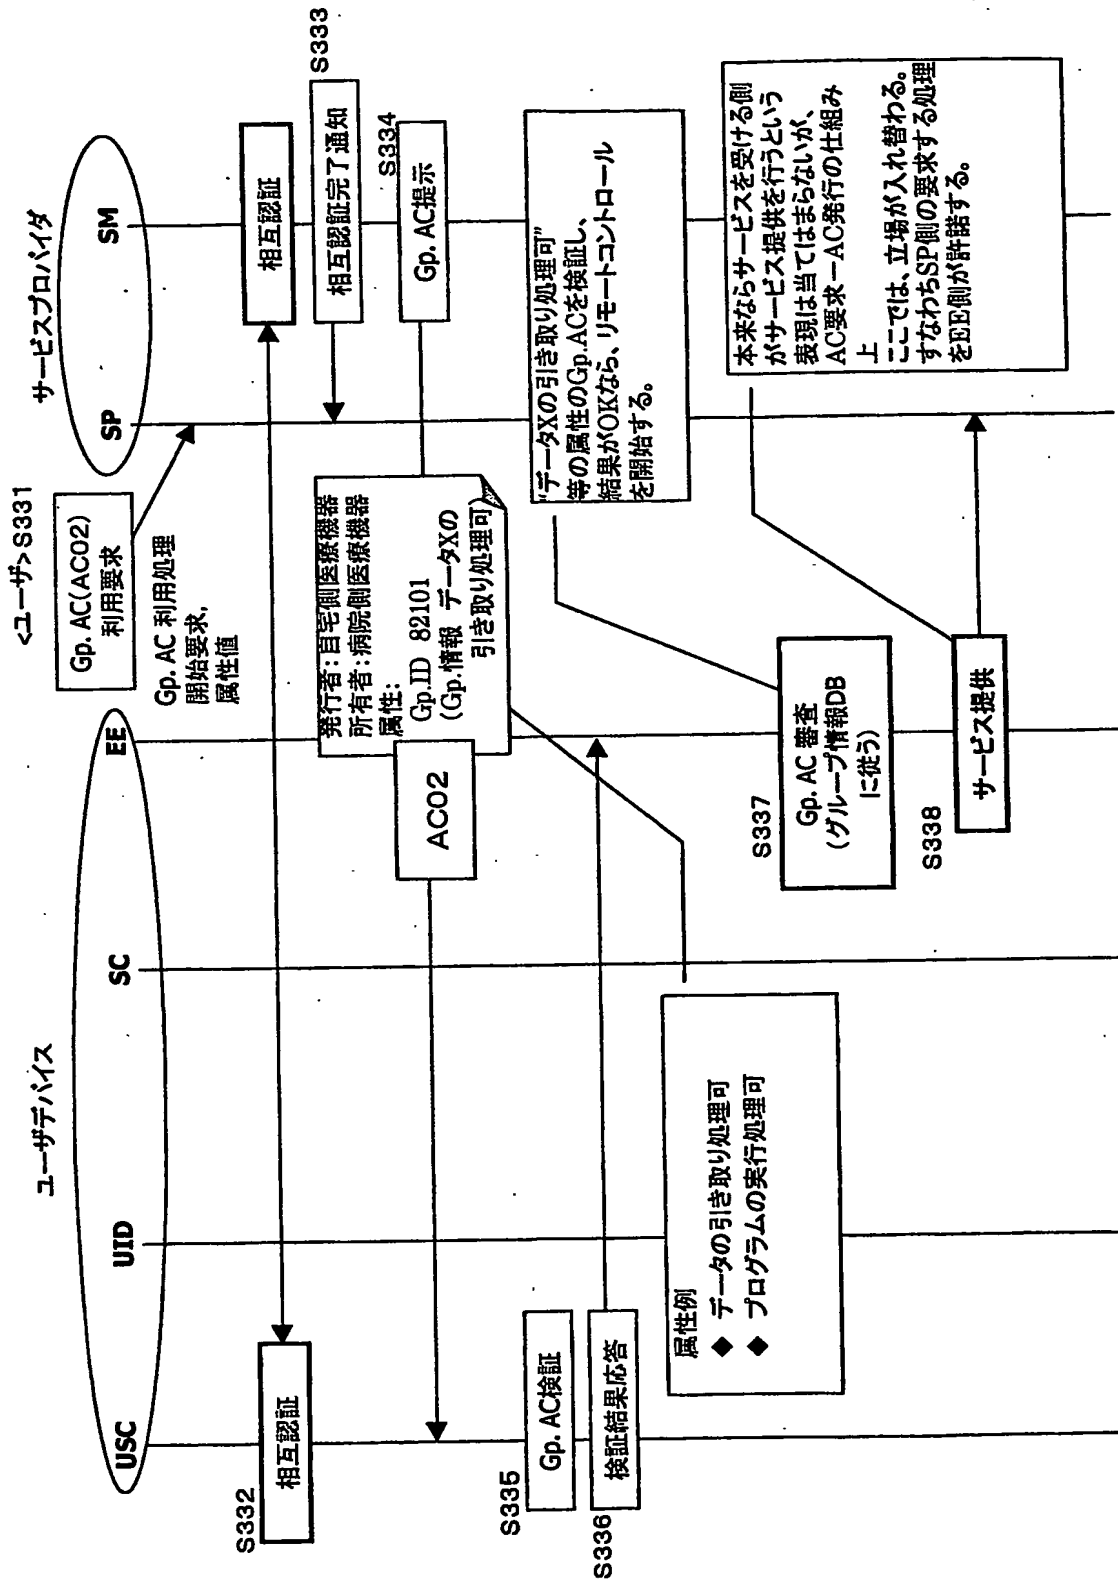 <ユーザ>S331
Gp. AC(AC02)
利用要求
Gp. AC 利用処理
開始要求,
属性値
ユーザデバイス
サービスプロバイダ
USC
UID
SC
EE
SP
SM
S332
相互認証
相互認証
S333
相互認証完了通知
S334
Gp. AC提示
発行者:自宅側医療機器
所有者:病院側医療機器
属性:
Gp.ID 82101
(Gp.情報 データXの
引き取り処理可)
AC02
S335
Gp. AC検証
S336
検証結果応答
"データXの引き取り処理可"
等の属性のGp.ACを検証し、
結果がOKなら、リモートコントロール
を開始する。
属性例
◆ データの引き取り処理可
◆ プログラムの実行処理可
S337
Gp. AC 審査
(グループ情報DB
に従う)
S338
サービス提供
本来ならサービスを受ける側
がサービス提供を行うという
表現は当てはまらないが、
AC要求-AC発行の仕組み
上
ここでは、立場が入れ替わる。
すなわちSP側の要求する処理
をEE側が許諾する。